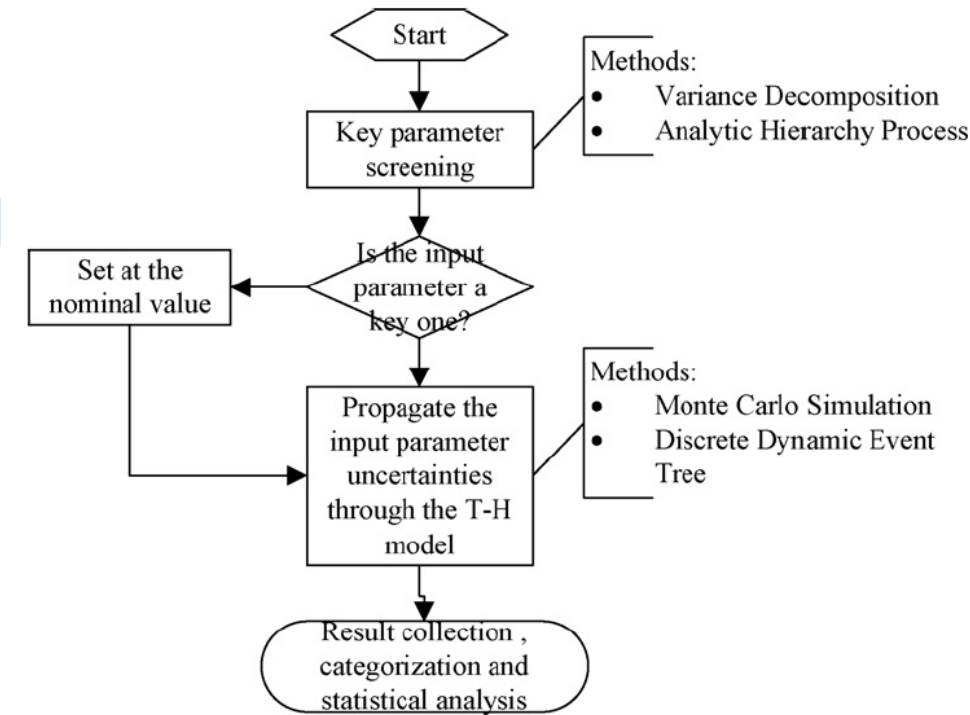 Start
Methods:
• Variance Decomposition
• Analytic Hierarchy Process
Key parameter
screening
Is the input
parameter a
key one?
Set at the
nominal value
Propagate the
input parameter
uncertainties
through the T-H
model
Methods:
• Monte Carlo Simulation
• Discrete Dynamic Event
Tree
Result collection ,
categorization and
statistical analysis